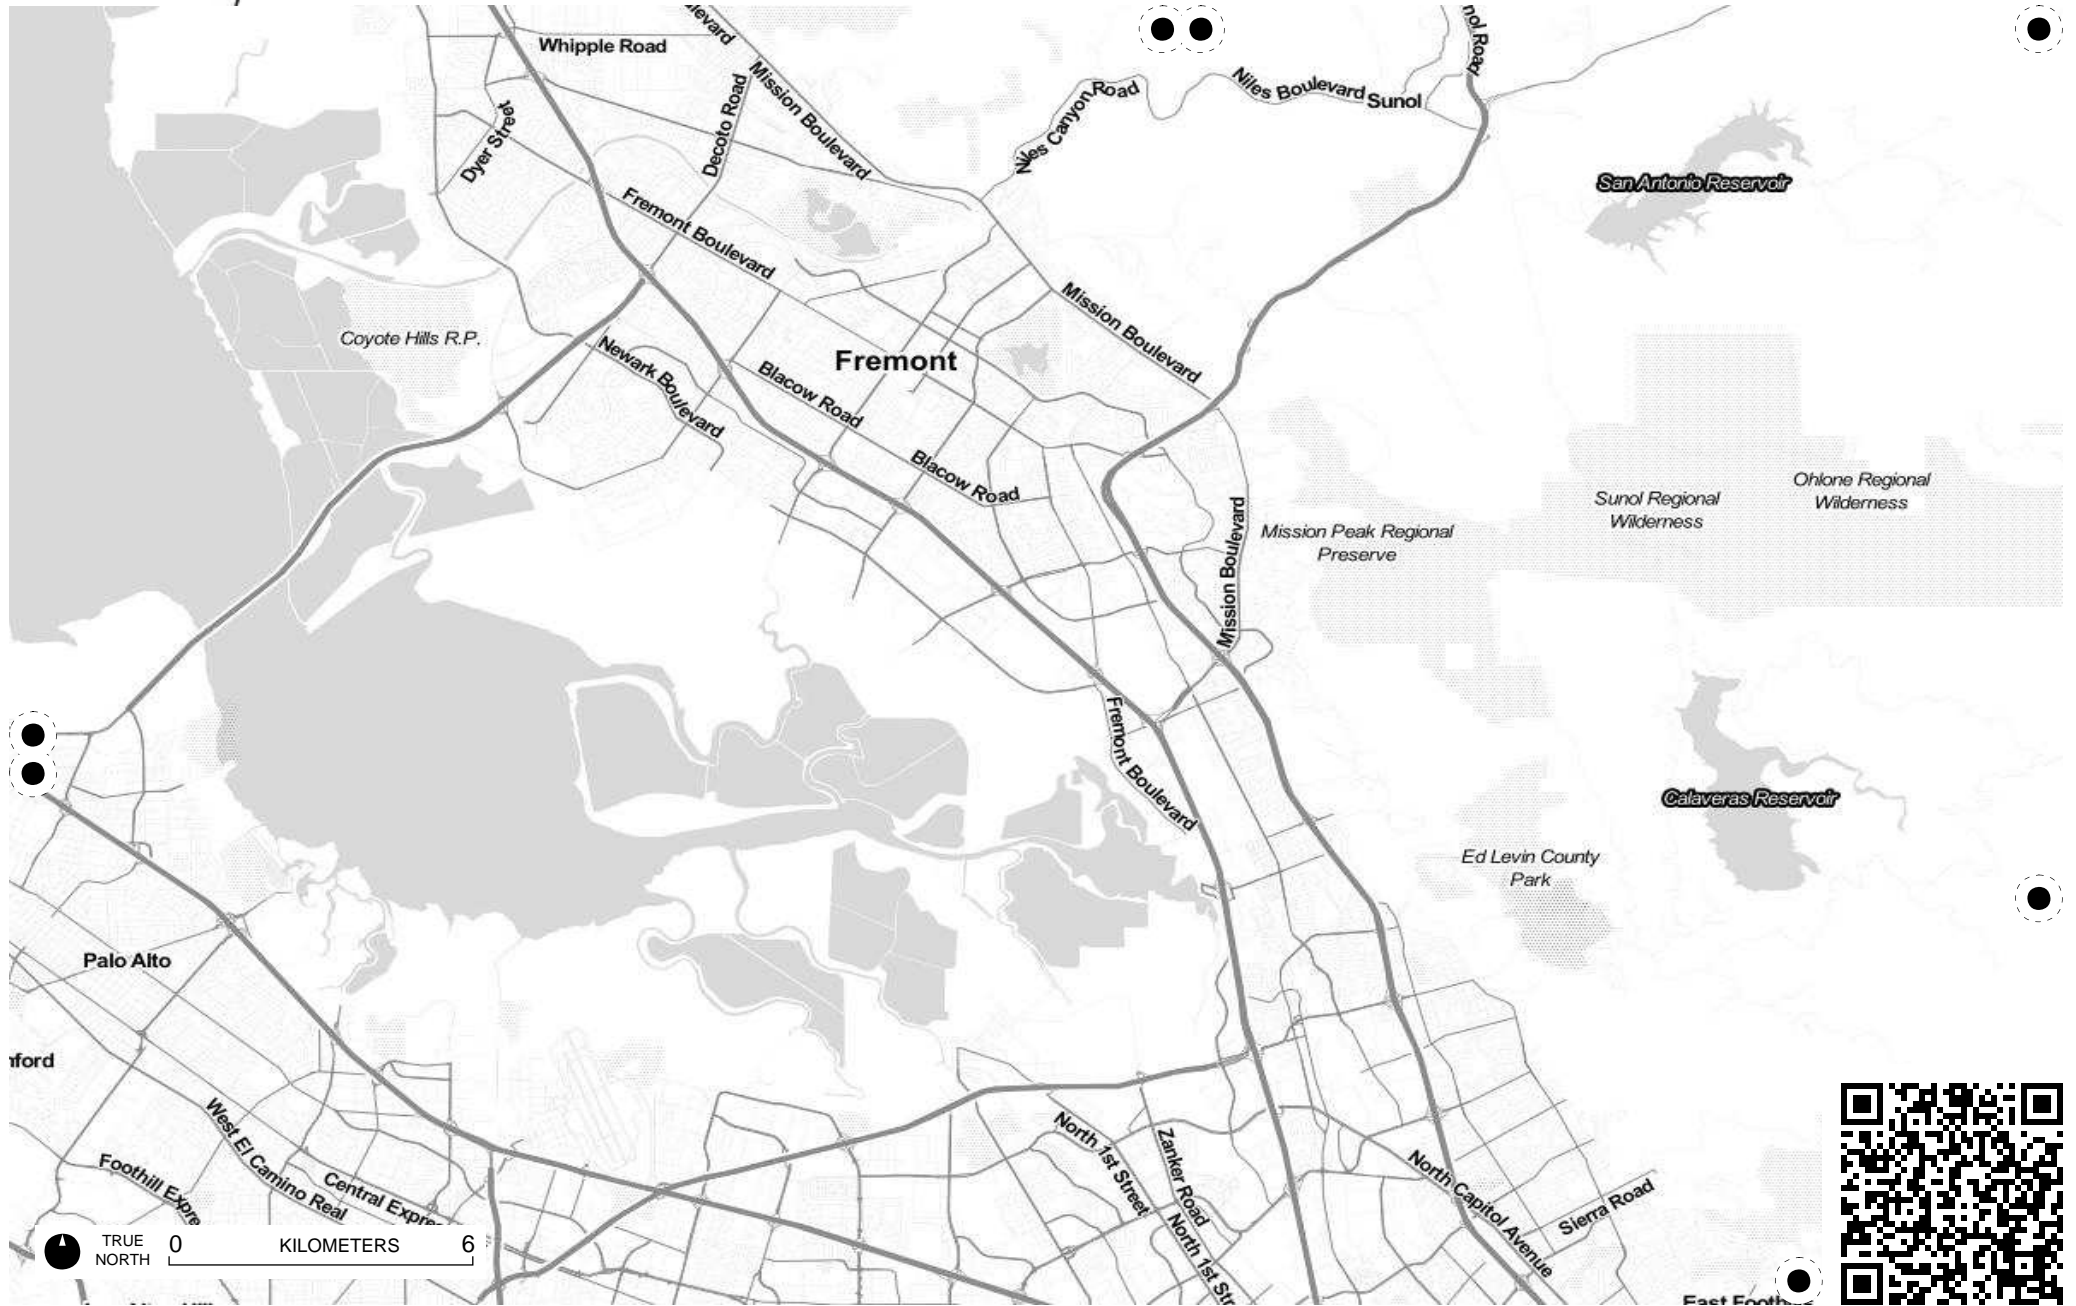 Whipple Road
Mission Boulevard
Decoto Road
Dyer Street
Niles Canyon Road
Niles Boulevard
Sunol
San Antonio Reservoir
Fremont Boulevard
Mission Boulevard
Coyote Hills R.P.
Newark Boulevard
Fremont
Blacow Road
Blacow Road
Mission Boulevard
Mission Peak Regional
Preserve
Sunol Regional
Wilderness
Ohlone Regional
Wilderness
Fremont Boulevard
Calaveras Reservoir
Ed Levin County
Park
Palo Alto
West El Camino Real
Foothill Expre
Central Expre
North 1st Street
Zanker Road
North 1st Str
North Capitol Avenue
Sierra Road
TRUE
NORTH
0
KILOMETERS
6